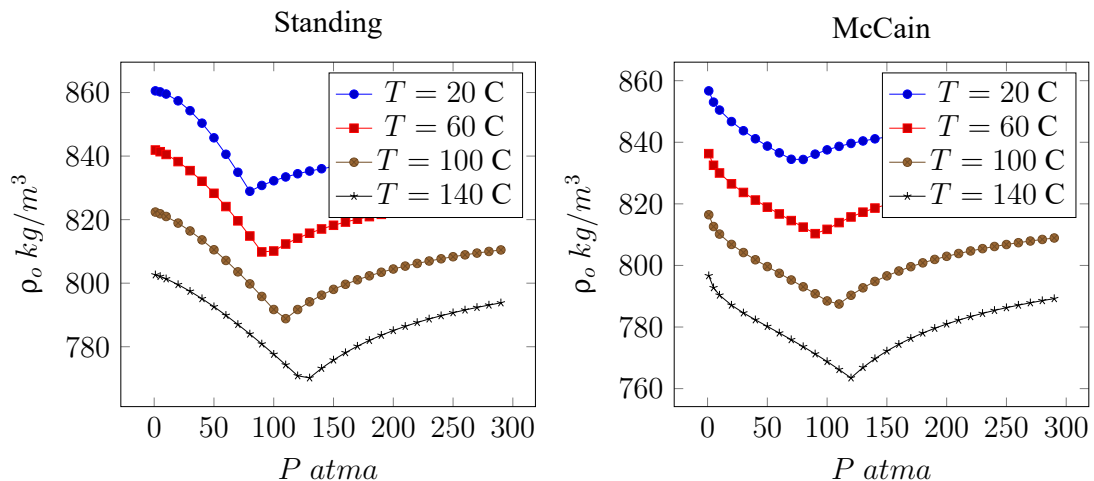 Standing
860
840
820
800
780
0 50 100 150 200 250 300
ρₒ kg/m³
P atma
T = 20 C
T = 60 C
T = 100 C
T = 140 C
McCain
860
840
820
800
780
760
0 50 100 150 200 250 300
ρₒ kg/m³
P atma
T = 20 C
T = 60 C
T = 100 C
T = 140 C